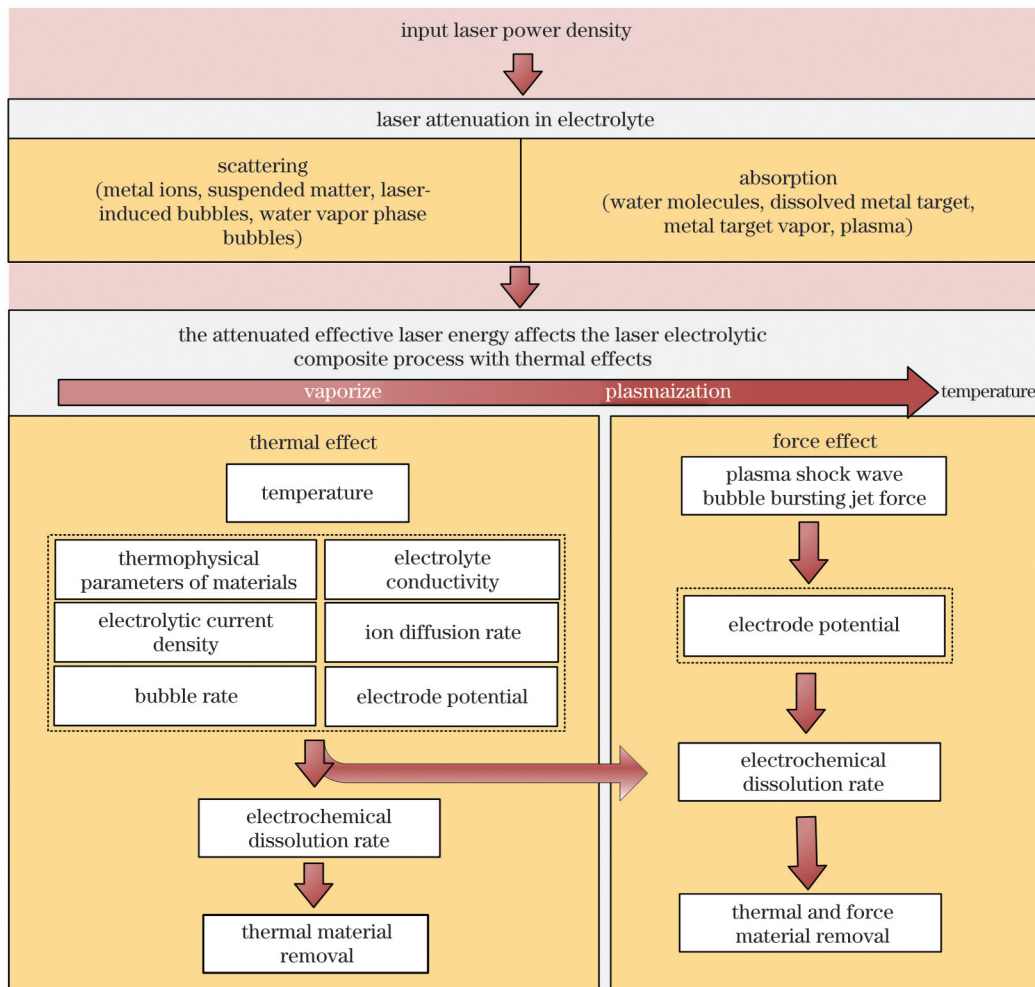 input laser power density
laser attenuation in electrolyte
scattering
(metal ions, suspended matter, laser-
induced bubbles, water vapor phase
bubbles)
absorption
(water molecules, dissolved metal target,
metal target vapor, plasma)
the attenuated effective laser energy affects the laser electrolytic
composite process with thermal effects
vaporize
plasmaization
temperature
thermal effect
temperature
thermophysical
parameters of materials
electrolyte
conductivity
electrolytic current
density
ion diffusion rate
bubble rate
electrode potential
electrochemical
dissolution rate
thermal material
removal
force effect
plasma shock wave
bubble bursting jet force
electrode potential
electrochemical
dissolution rate
thermal and force
material removal